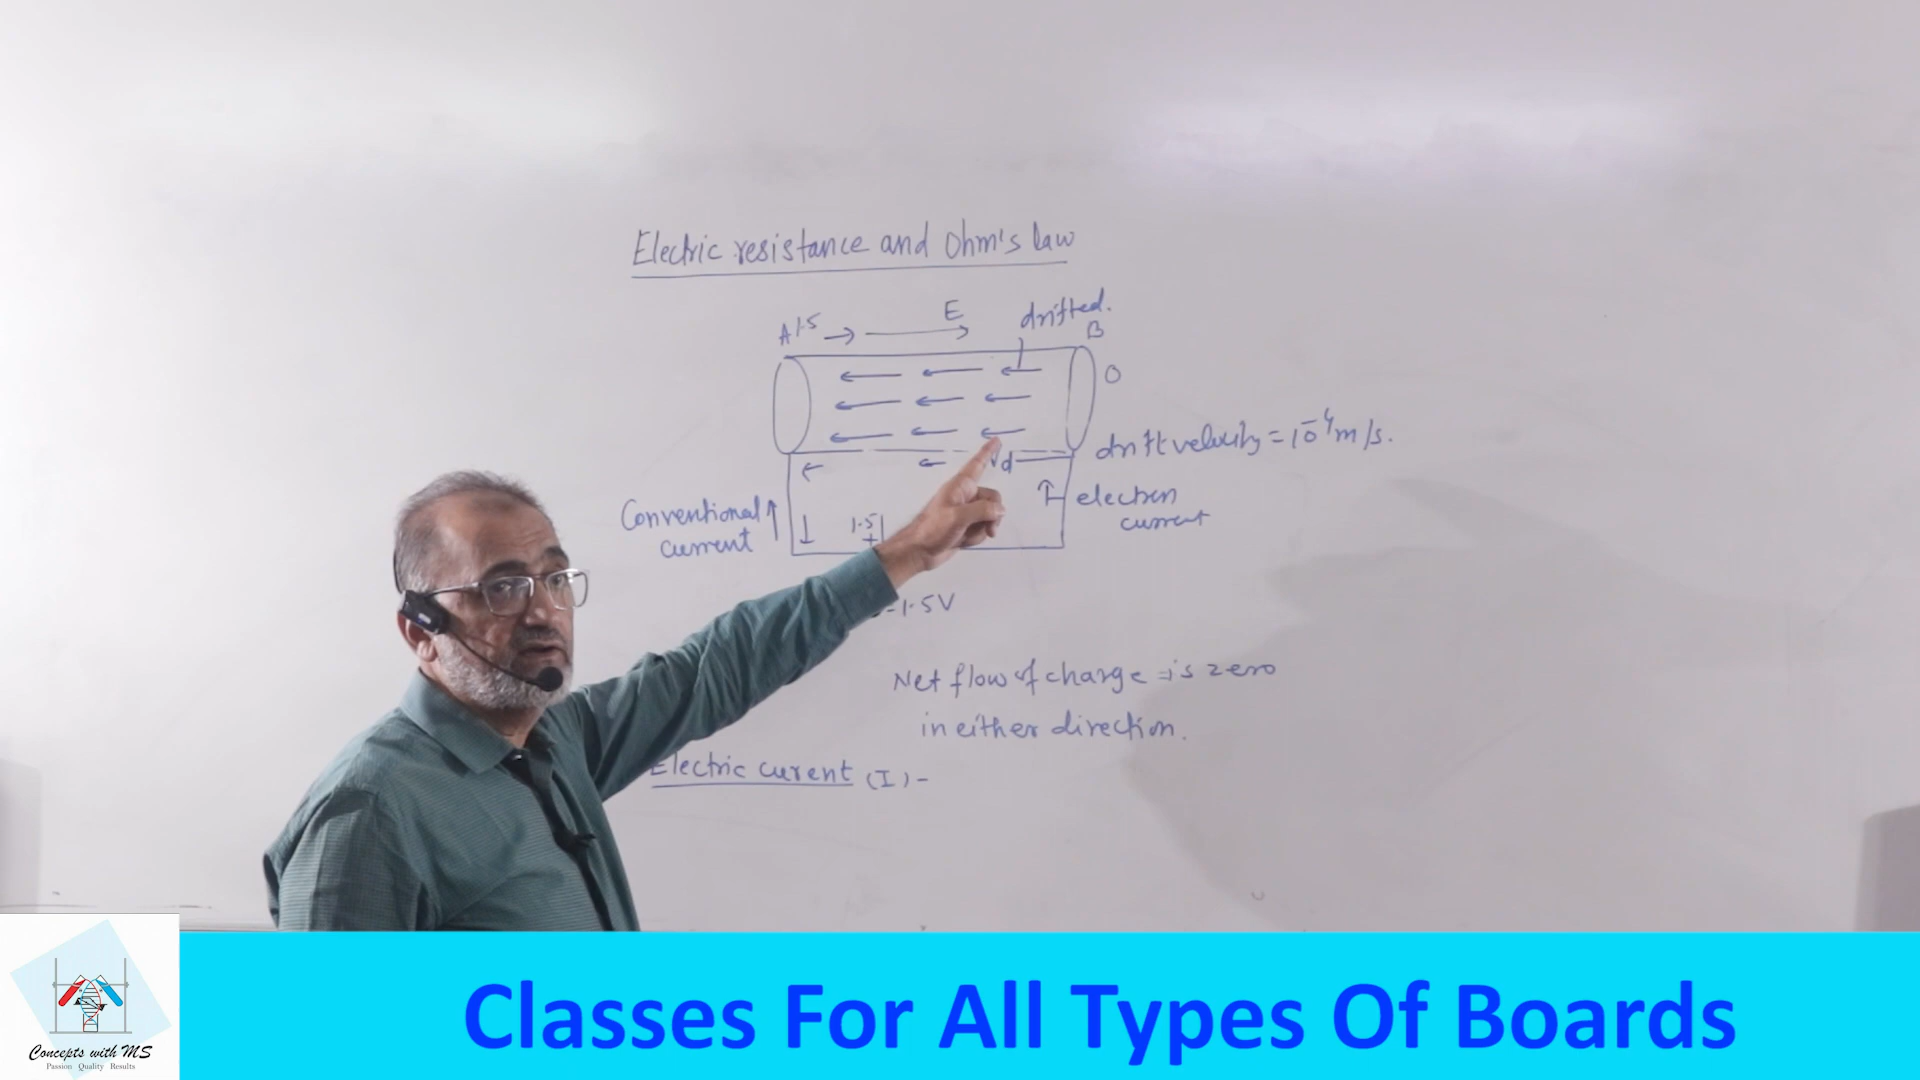 Electric resistance and Ohm's law
A 1.5 → E drifted.
B
O
drift velocity = 10⁻⁴ m/s.
Vd
Conventional
current
1.5
+
electron
current
1.5V
Net flow of charge is zero
in either direction.
Electric curent (I) -
Classes For All Types Of Boards
Concepts with MS
Passion Quality Results